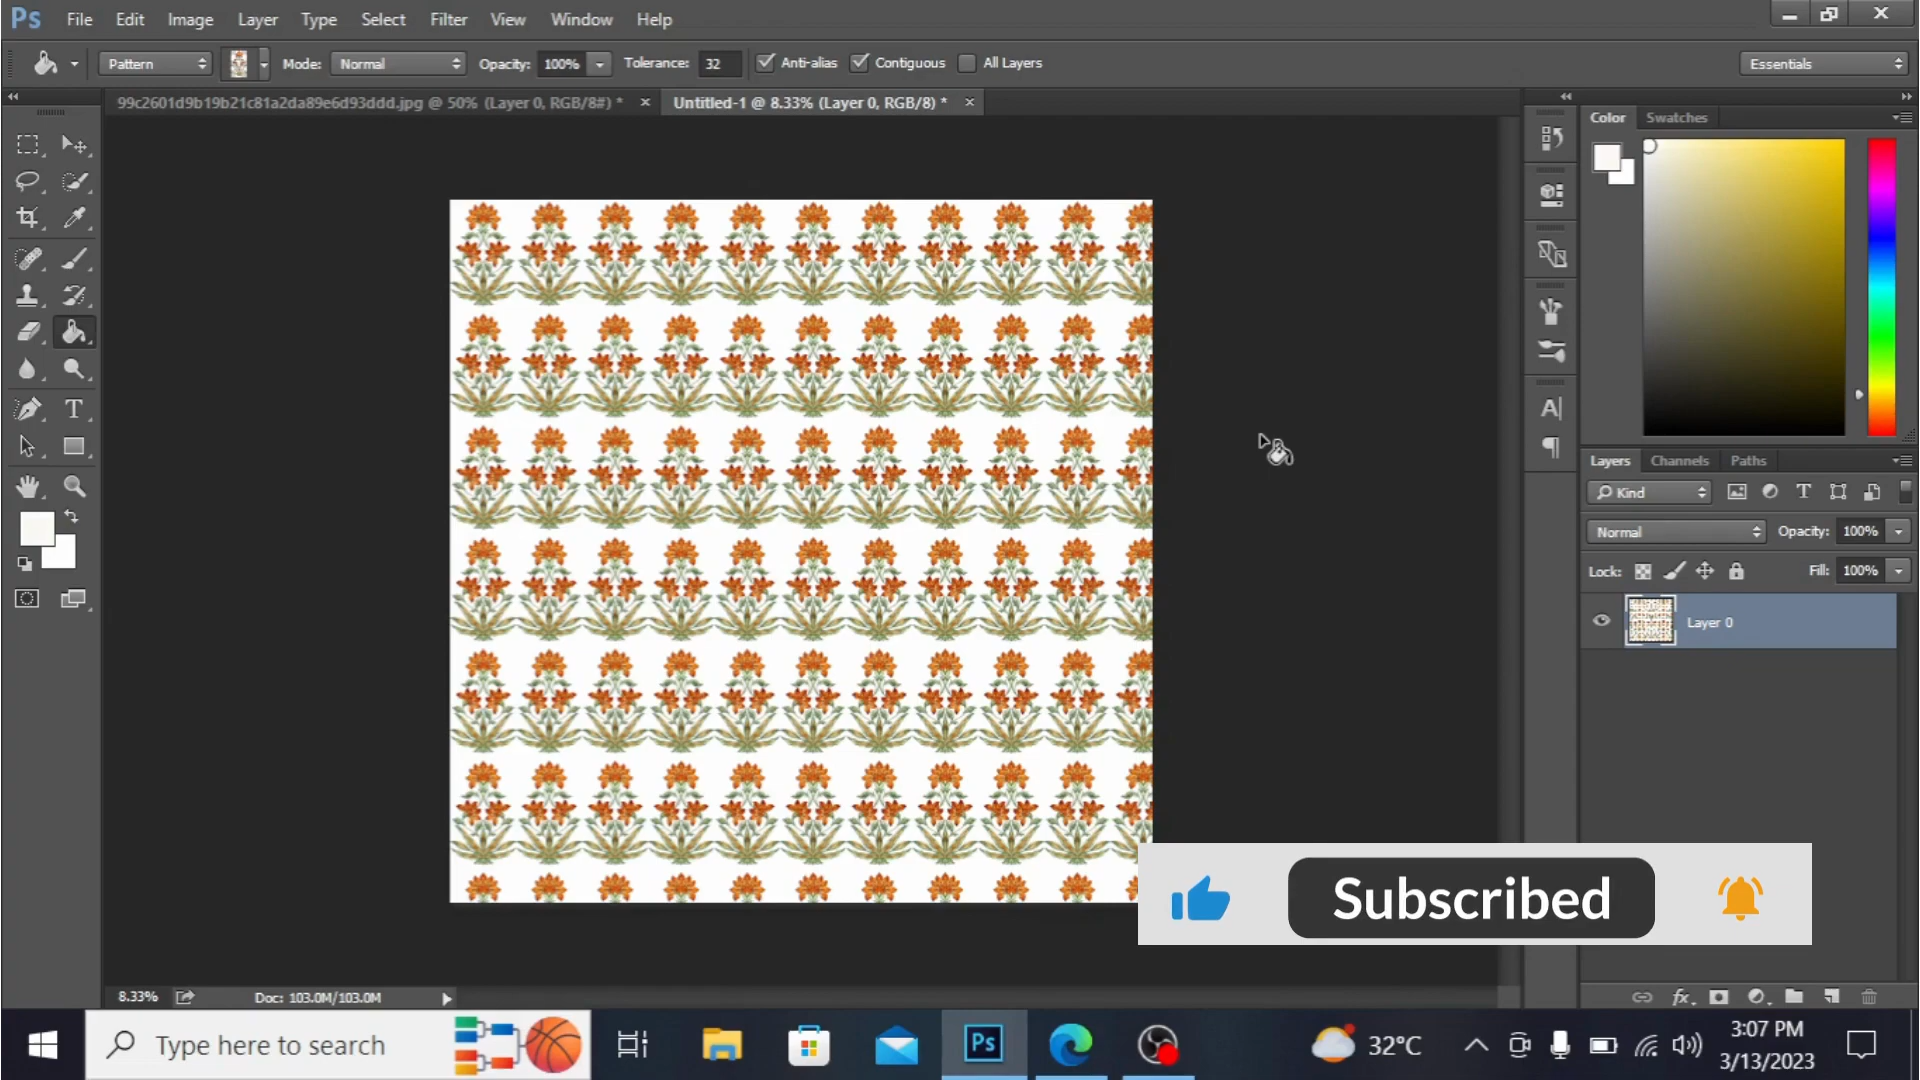 Ps File Edit Image Layer Type Select Filter View Window Help
Pattern Mode: Normal Opacity: 100% Tolerance: 32 Anti-alias Contiguous All Layers Essentials
99c2601d9b19b21c81a2da89e6d93ddd.jpg @ 50% (Layer 0, RGB/8#) * Untitled-1 @ 8.33% (Layer 0, RGB/8) *
Color Swatches
Layers Channels Paths
Kind
Normal Opacity: 100%
Lock: Fill: 100%
Layer 0
Subscribed
8.33% Doc: 103.0M/103.0M
fx
Type here to search
Ps
32°C
3:07 PM
3/13/2023